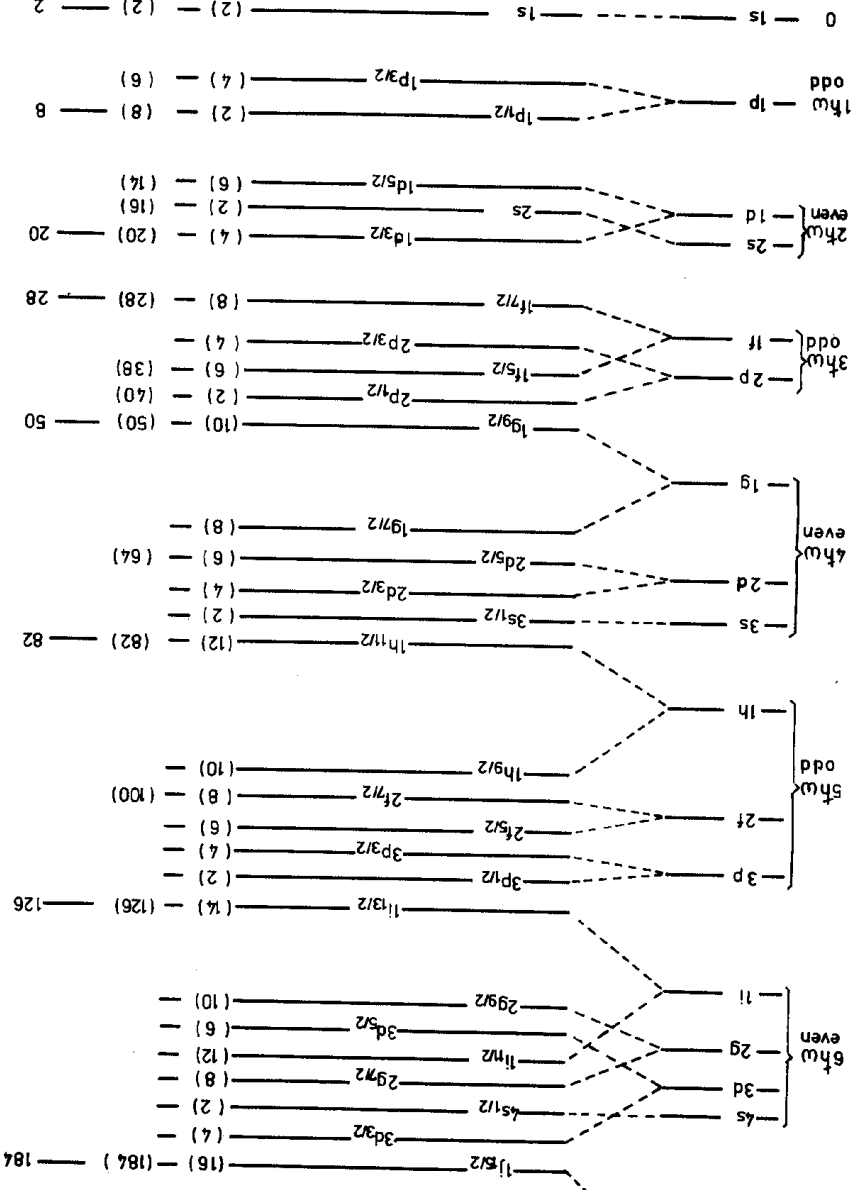 1j15/2 (16) — (184) — 184
3d3/2 (4)
4s 4s1/2 (2)
3d 2g7/2 (8)
6ħω 2g 1i11/2 (12)
even 3d5/2 (6)
1i 2g9/2 (10)
1i13/2 (14) — (126) — 126
3p 3p1/2 (2)
3p3/2 (4)
2f 2f5/2 (6)
5ħω 2f7/2 (8) — (100)
odd 1h9/2 (10)
1h
1h11/2 (12) — (82) — 82
3s 3s1/2 (2)
2d 2d3/2 (4)
4ħω 2d5/2 (6) — (64)
even 1g7/2 (8)
1g
1g9/2 (10) — (50) — 50
2p1/2 (2) — (40)
2p 1f5/2 (6) — (38)
3ħω 2p3/2 (4)
odd 1f
1f7/2 (8) — (28) — 28
2s 1d3/2 (4) — (20) — 20
2ħω 1d 2s (2) — (16)
even 1d5/2 (6) — (14)
1ħω 1p 1p1/2 (2) — (8) — 8
odd 1p3/2 (4) — (6)
0 1s 1s (2) — (2) — 2